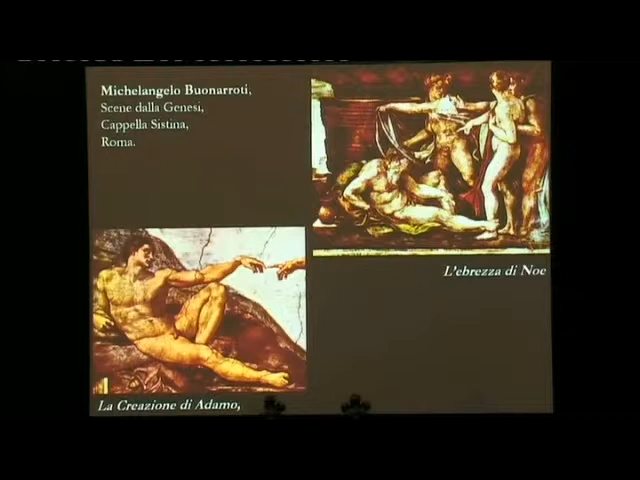 Michelangelo Buonarroti,
Scene dalla Genesi,
Cappella Sistina,
Roma.
L'ebrezza di Noe
La Creazione di Adamo,